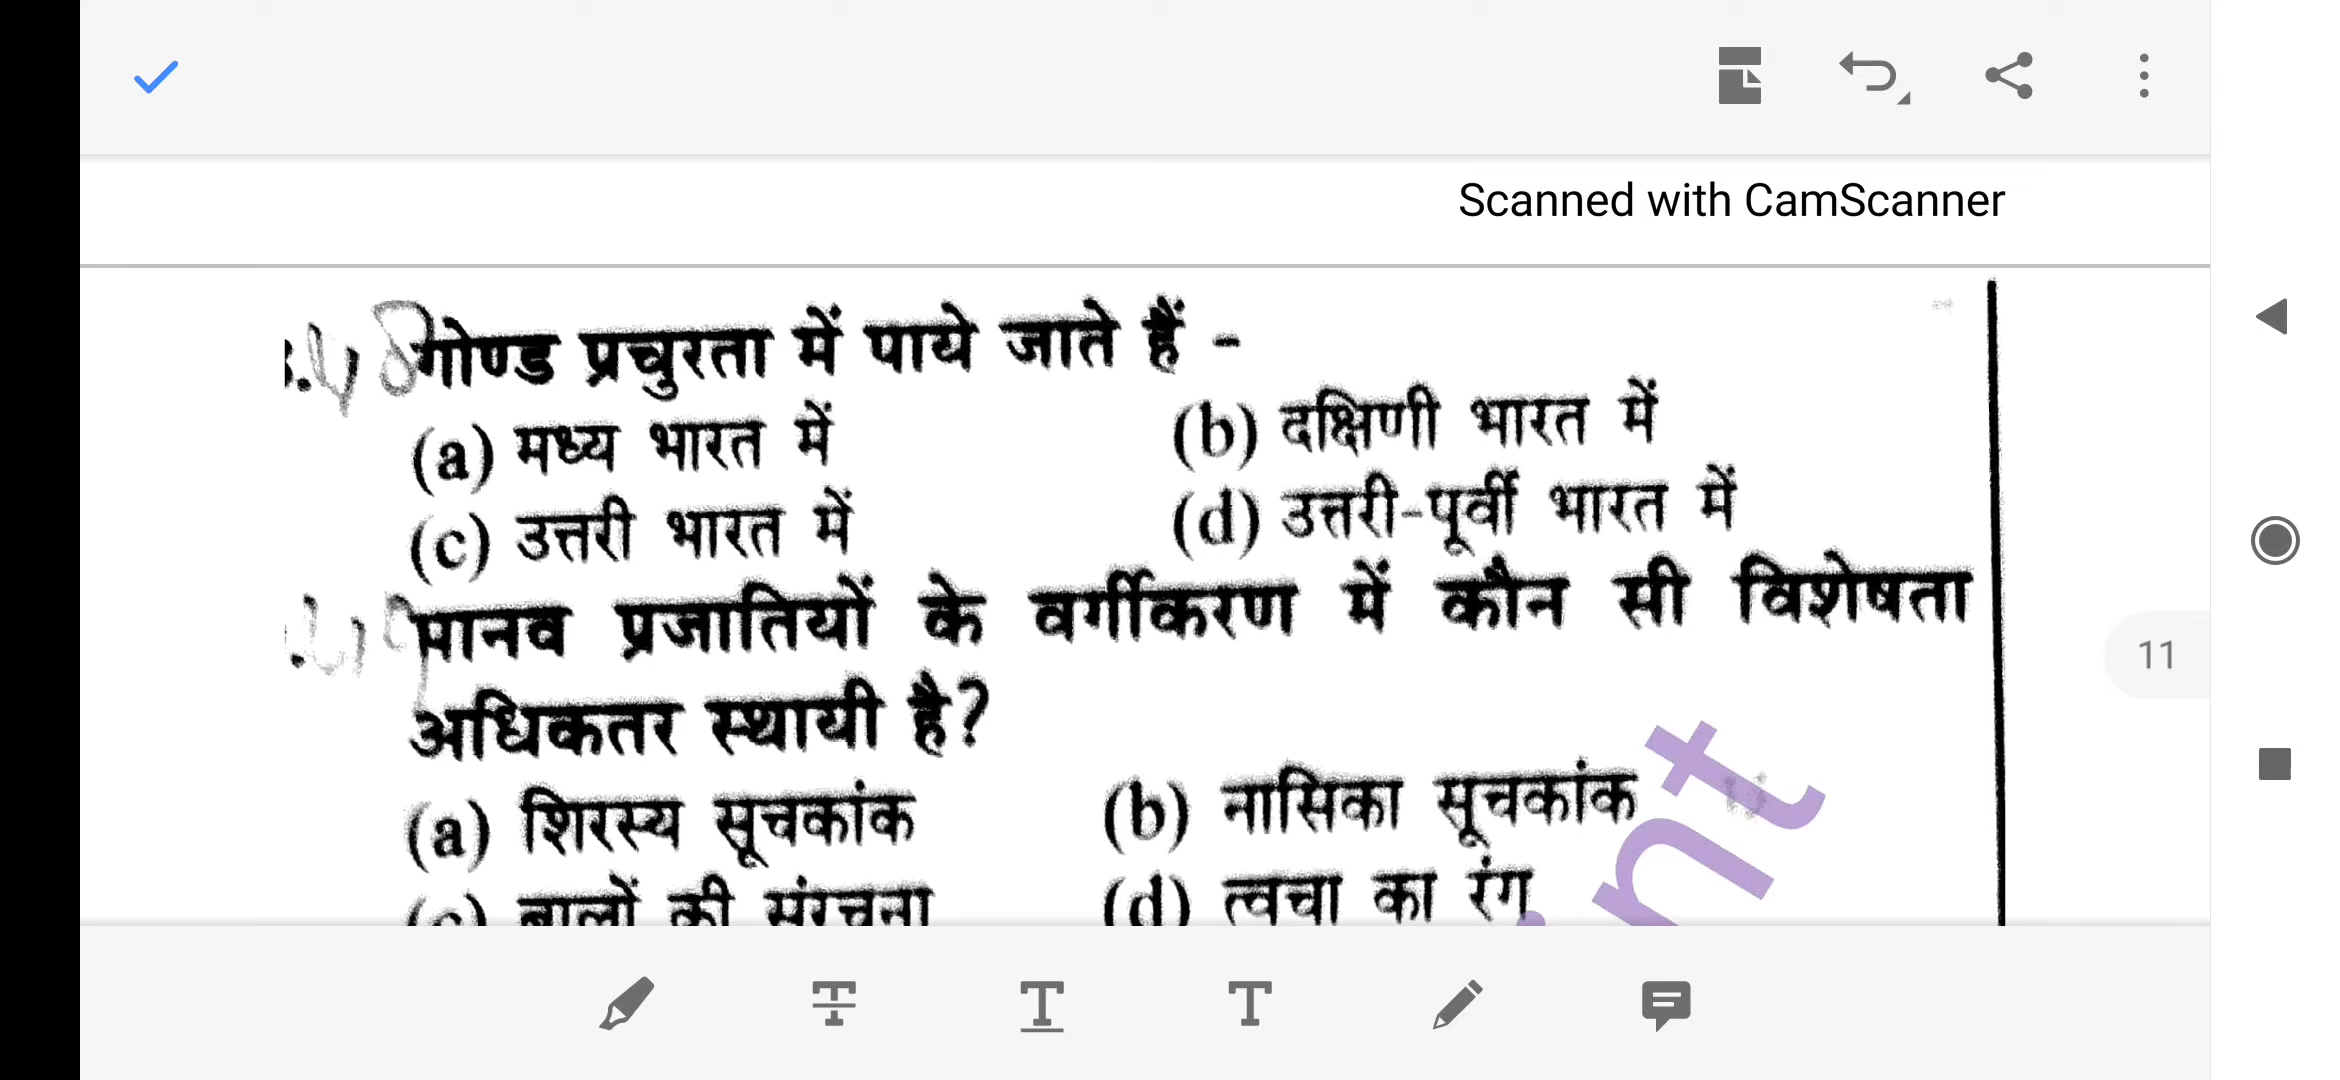 Scanned with CamScanner
गोण्ड प्रचुरता में पाये जाते हैं -
(a) मध्य भारत में (b) दक्षिणी भारत में
(c) उत्तरी भारत में (d) उत्तरी-पूर्वी भारत में
मानव प्रजातियों के वर्गीकरण में कौन सी विशेषता
11
अधिकतर स्थायी है?
(a) शिरस्य सूचकांक (b) नासिका सूचकांक
(c) बालों की संरचना (d) त्वचा का रंग
nt